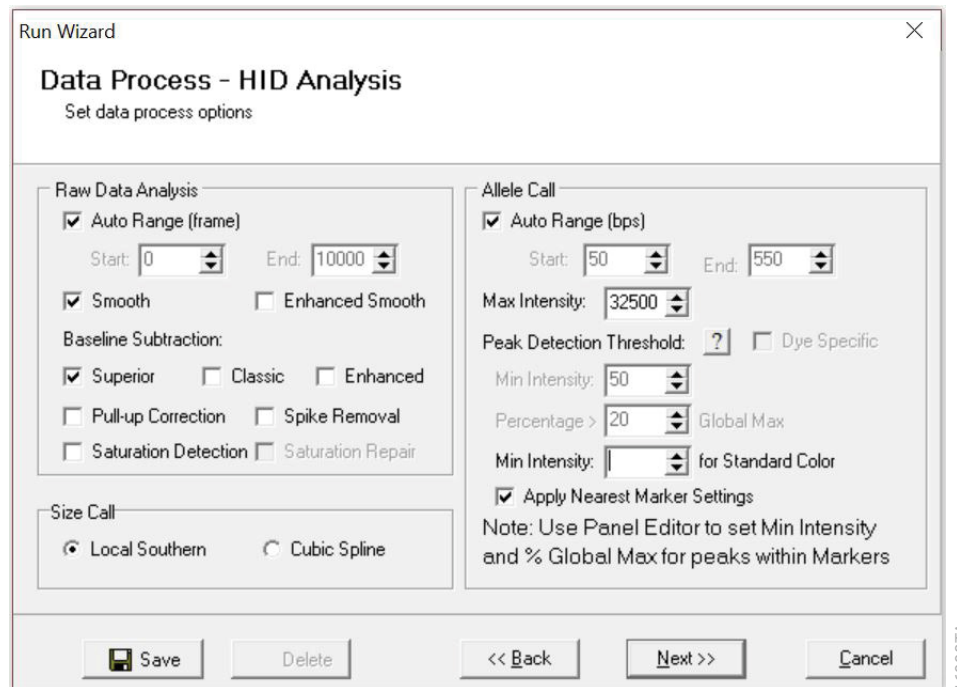 Run Wizard
Data Process - HID Analysis
Set data process options
Raw Data Analysis
Auto Range (frame)
Start: 0 End: 10000
Smooth Enhanced Smooth
Baseline Subtraction:
Superior Classic Enhanced
Pull-up Correction Spike Removal
Saturation Detection Saturation Repair
Size Call
Local Southern Cubic Spline
Allele Call
Auto Range (bps)
Start: 50 End: 550
Max Intensity: 32500
Peak Detection Threshold: ? Dye Specific
Min Intensity: 50
Percentage > 20 Global Max
Min Intensity: for Standard Color
Apply Nearest Marker Settings
Note: Use Panel Editor to set Min Intensity
and % Global Max for peaks within Markers
Save Delete << Back Next >> Cancel